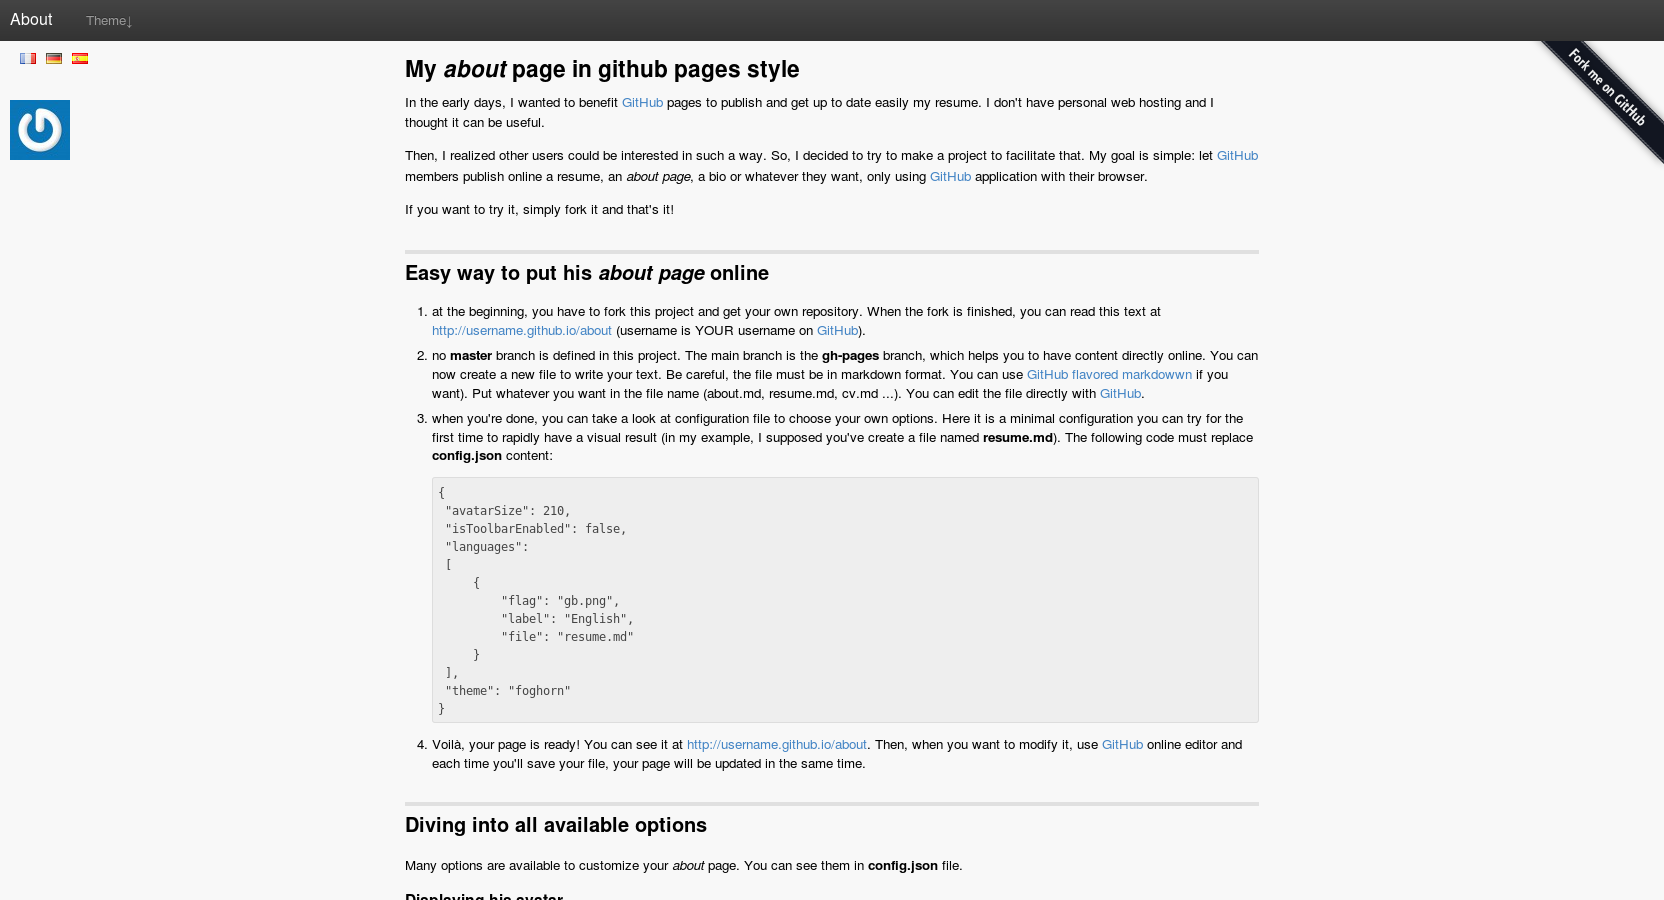 About
Theme↓
Fork me on GitHub
My about page in github pages style
In the early days, I wanted to benefit GitHub pages to publish and get up to date easily my resume. I don't have personal web hosting and I
thought it can be useful.
Then, I realized other users could be interested in such a way. So, I decided to try to make a project to facilitate that. My goal is simple: let GitHub
members publish online a resume, an about page, a bio or whatever they want, only using GitHub application with their browser.
If you want to try it, simply fork it and that's it!
Easy way to put his about page online
1. at the beginning, you have to fork this project and get your own repository. When the fork is finished, you can read this text at
http://username.github.io/about (username is YOUR username on GitHub).
2. no master branch is defined in this project. The main branch is the gh-pages branch, which helps you to have content directly online. You can
now create a new file to write your text. Be careful, the file must be in markdown format. You can use GitHub flavored markdowwn if you
want). Put whatever you want in the file name (about.md, resume.md, cv.md ...). You can edit the file directly with GitHub.
3. when you're done, you can take a look at configuration file to choose your own options. Here it is a minimal configuration you can try for the
first time to rapidly have a visual result (in my example, I supposed you've create a file named resume.md). The following code must replace
config.json content:
{
"avatarSize": 210,
"isToolbarEnabled": false,
"languages":
[
{
"flag": "gb.png",
"label": "English",
"file": "resume.md"
}
],
"theme": "foghorn"
}
4. Voilà, your page is ready! You can see it at http://username.github.io/about. Then, when you want to modify it, use GitHub online editor and
each time you'll save your file, your page will be updated in the same time.
Diving into all available options
Many options are available to customize your about page. You can see them in config.json file.
Displaying his avatar